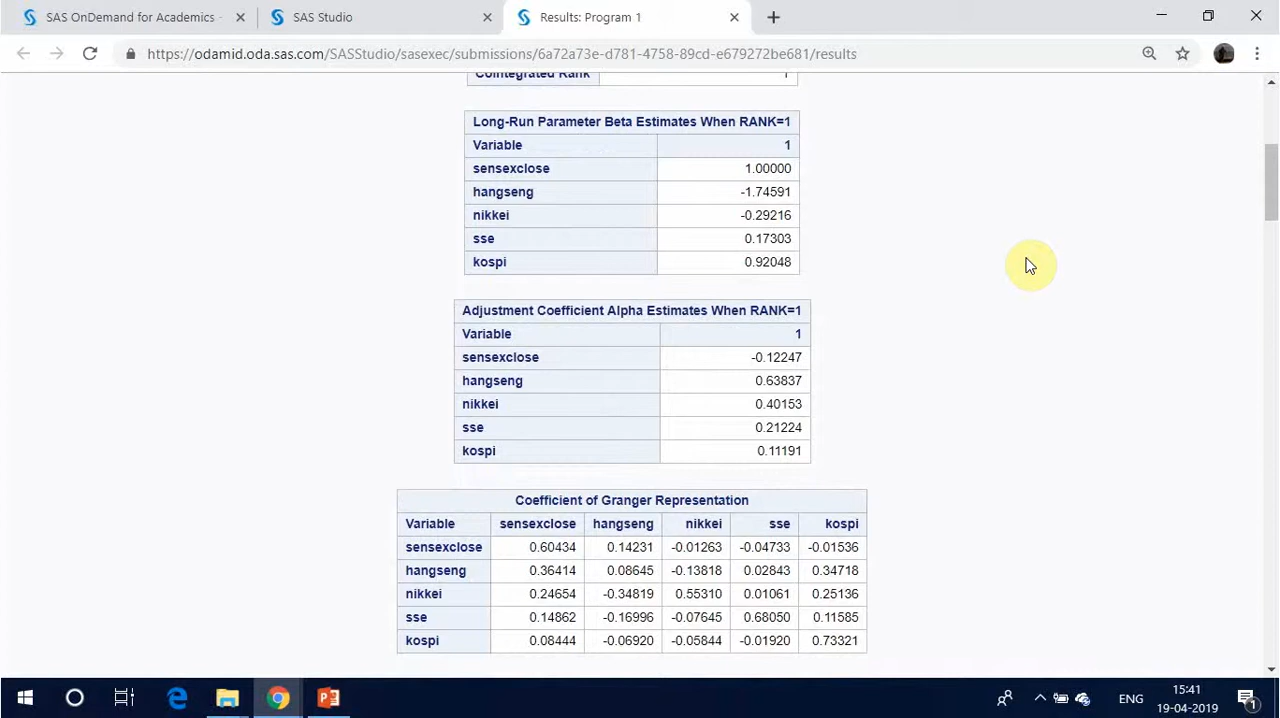 SAS OnDemand for Academics
SAS Studio
Results: Program 1
https://odamid.oda.sas.com/SASStudio/sasexec/submissions/6a72a73e-d781-4758-89cd-e679272be681/results
Cointegrated Rank 1
Long-Run Parameter Beta Estimates When RANK=1
Variable 1
sensexclose 1.00000
hangseng -1.74591
nikkei -0.29216
sse 0.17303
kospi 0.92048
Adjustment Coefficient Alpha Estimates When RANK=1
Variable 1
sensexclose -0.12247
hangseng 0.63837
nikkei 0.40153
sse 0.21224
kospi 0.11191
Coefficient of Granger Representation
Variable sensexclose hangseng nikkei sse kospi
sensexclose 0.60434 0.14231 -0.01263 -0.04733 -0.01536
hangseng 0.36414 0.08645 -0.13818 0.02843 0.34718
nikkei 0.24654 -0.34819 0.55310 0.01061 0.25136
sse 0.14862 -0.16996 -0.07645 0.68050 0.11585
kospi 0.08444 -0.06920 -0.05844 -0.01920 0.73321
ENG
15:41
19-04-2019
1